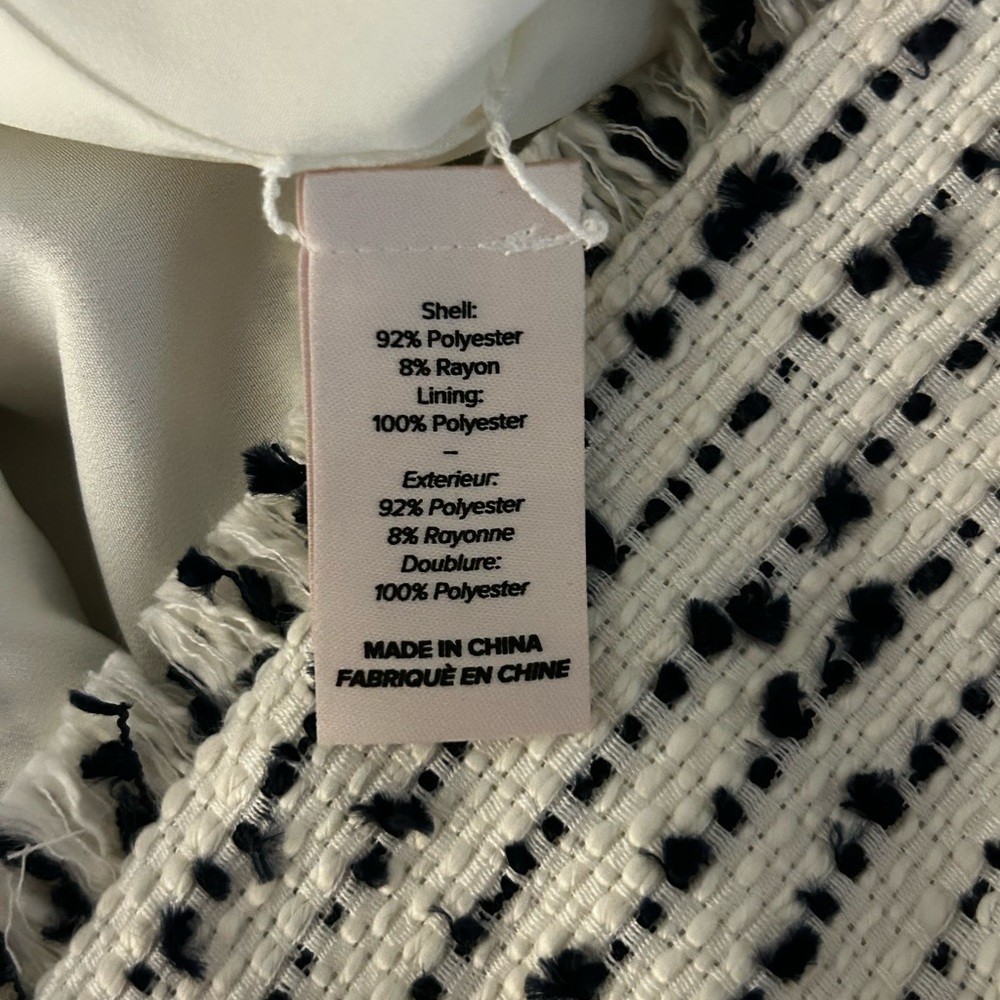 Shell:
92% Polyester
8% Rayon
Lining:
100% Polyester
–
Exterieur:
92% Polyester
8% Rayonne
Doublure:
100% Polyester
MADE IN CHINA
FABRIQUÈ EN CHINE